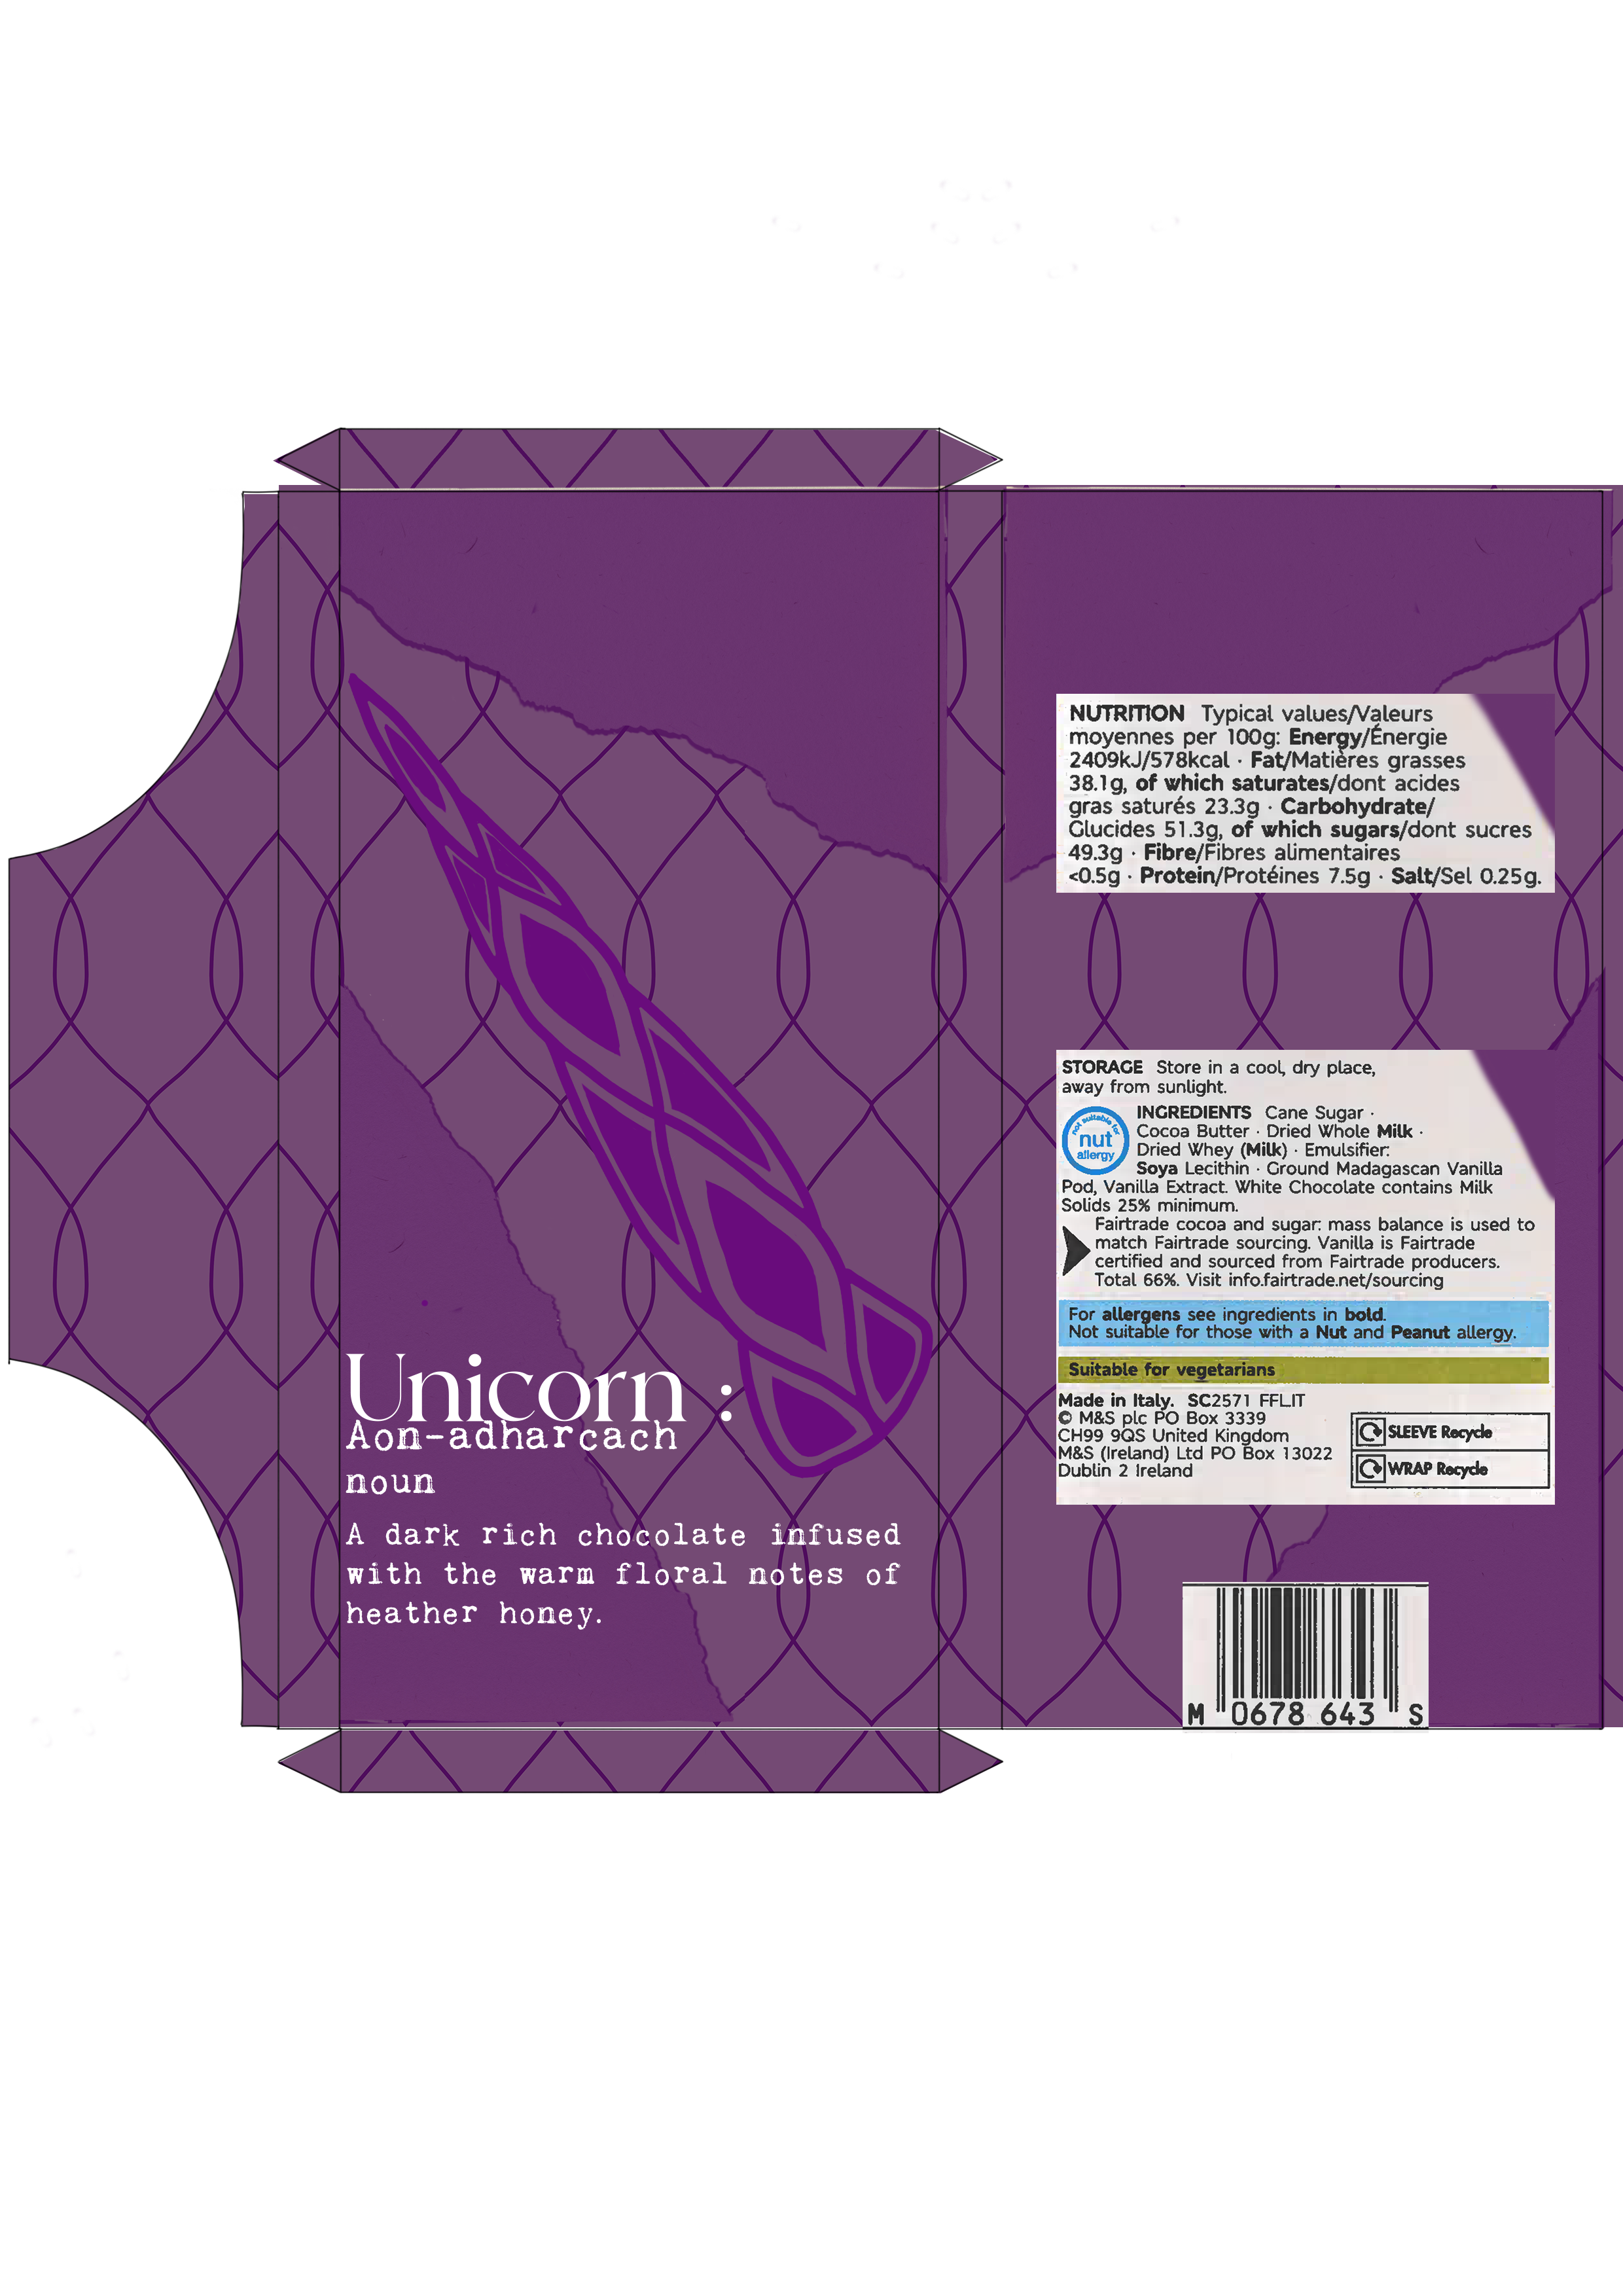 Unicorn :
Aon-adharcach
noun
A dark rich chocolate infused
with the warm floral notes of
heather honey.
NUTRITION Typical values/Valeurs
moyennes per 100g: Energy/Énergie
2409kJ/578kcal · Fat/Matières grasses
38.1g, of which saturates/dont acides
gras saturés 23.3g · Carbohydrate/
Glucides 51.3g, of which sugars/dont sucres
49.3g · Fibre/Fibres alimentaires
<0.5g · Protein/Protéines 7.5g · Salt/Sel 0.25g.
STORAGE Store in a cool, dry place,
away from sunlight.
not suitable for
nut
allergy
INGREDIENTS Cane Sugar ·
Cocoa Butter · Dried Whole Milk ·
Dried Whey (Milk) · Emulsifier:
Soya Lecithin · Ground Madagascan Vanilla
Pod, Vanilla Extract. White Chocolate contains Milk
Solids 25% minimum.
Fairtrade cocoa and sugar: mass balance is used to
match Fairtrade sourcing. Vanilla is Fairtrade
certified and sourced from Fairtrade producers.
Total 66%. Visit info.fairtrade.net/sourcing
For allergens see ingredients in bold.
Not suitable for those with a Nut and Peanut allergy.
Suitable for vegetarians
Made in Italy. SC2571 FFLIT
© M&S plc PO Box 3339
CH99 9QS United Kingdom
M&S (Ireland) Ltd PO Box 13022
Dublin 2 Ireland
SLEEVE Recycle
WRAP Recycle
M 0678 643 S